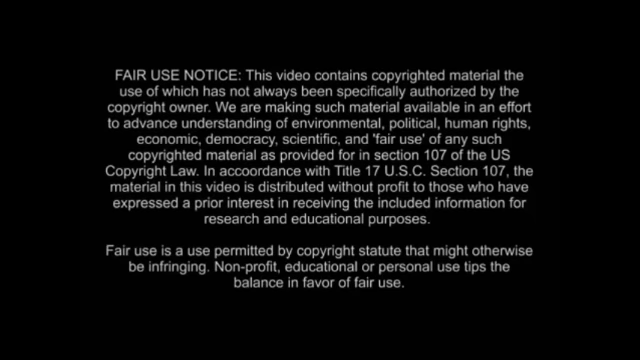 FAIR USE NOTICE: This video contains copyrighted material the
use of which has not always been specifically authorized by the
copyright owner. We are making such material available in an effort
to advance understanding of environmental, political, human rights,
economic, democracy, scientific, and 'fair use' of any such
copyrighted material as provided for in section 107 of the US
Copyright Law. In accoordance with Title 17 U.S.C. Section 107, the
material in this video is distributed without profit to those who have
expressed a prior interest in receiving the included information for
research and educational purposes.
Fair use is a use permitted by copyright statute that might otherwise
be infringing. Non-profit, educational or personal use tips the
balance in favor of fair use.